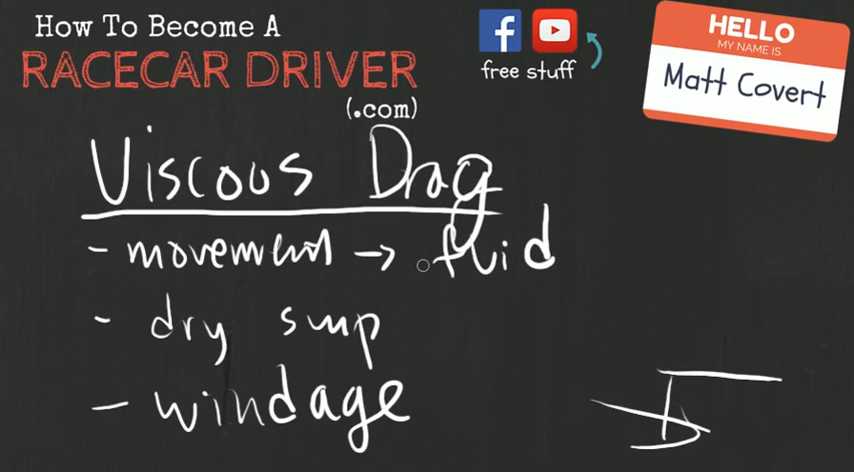 How To Become A
RACECAR DRIVER
(.com)
free stuff
HELLO
MY NAME IS
Matt Covert
Viscous Drag
- movement → fluid
- dry sump
- windage